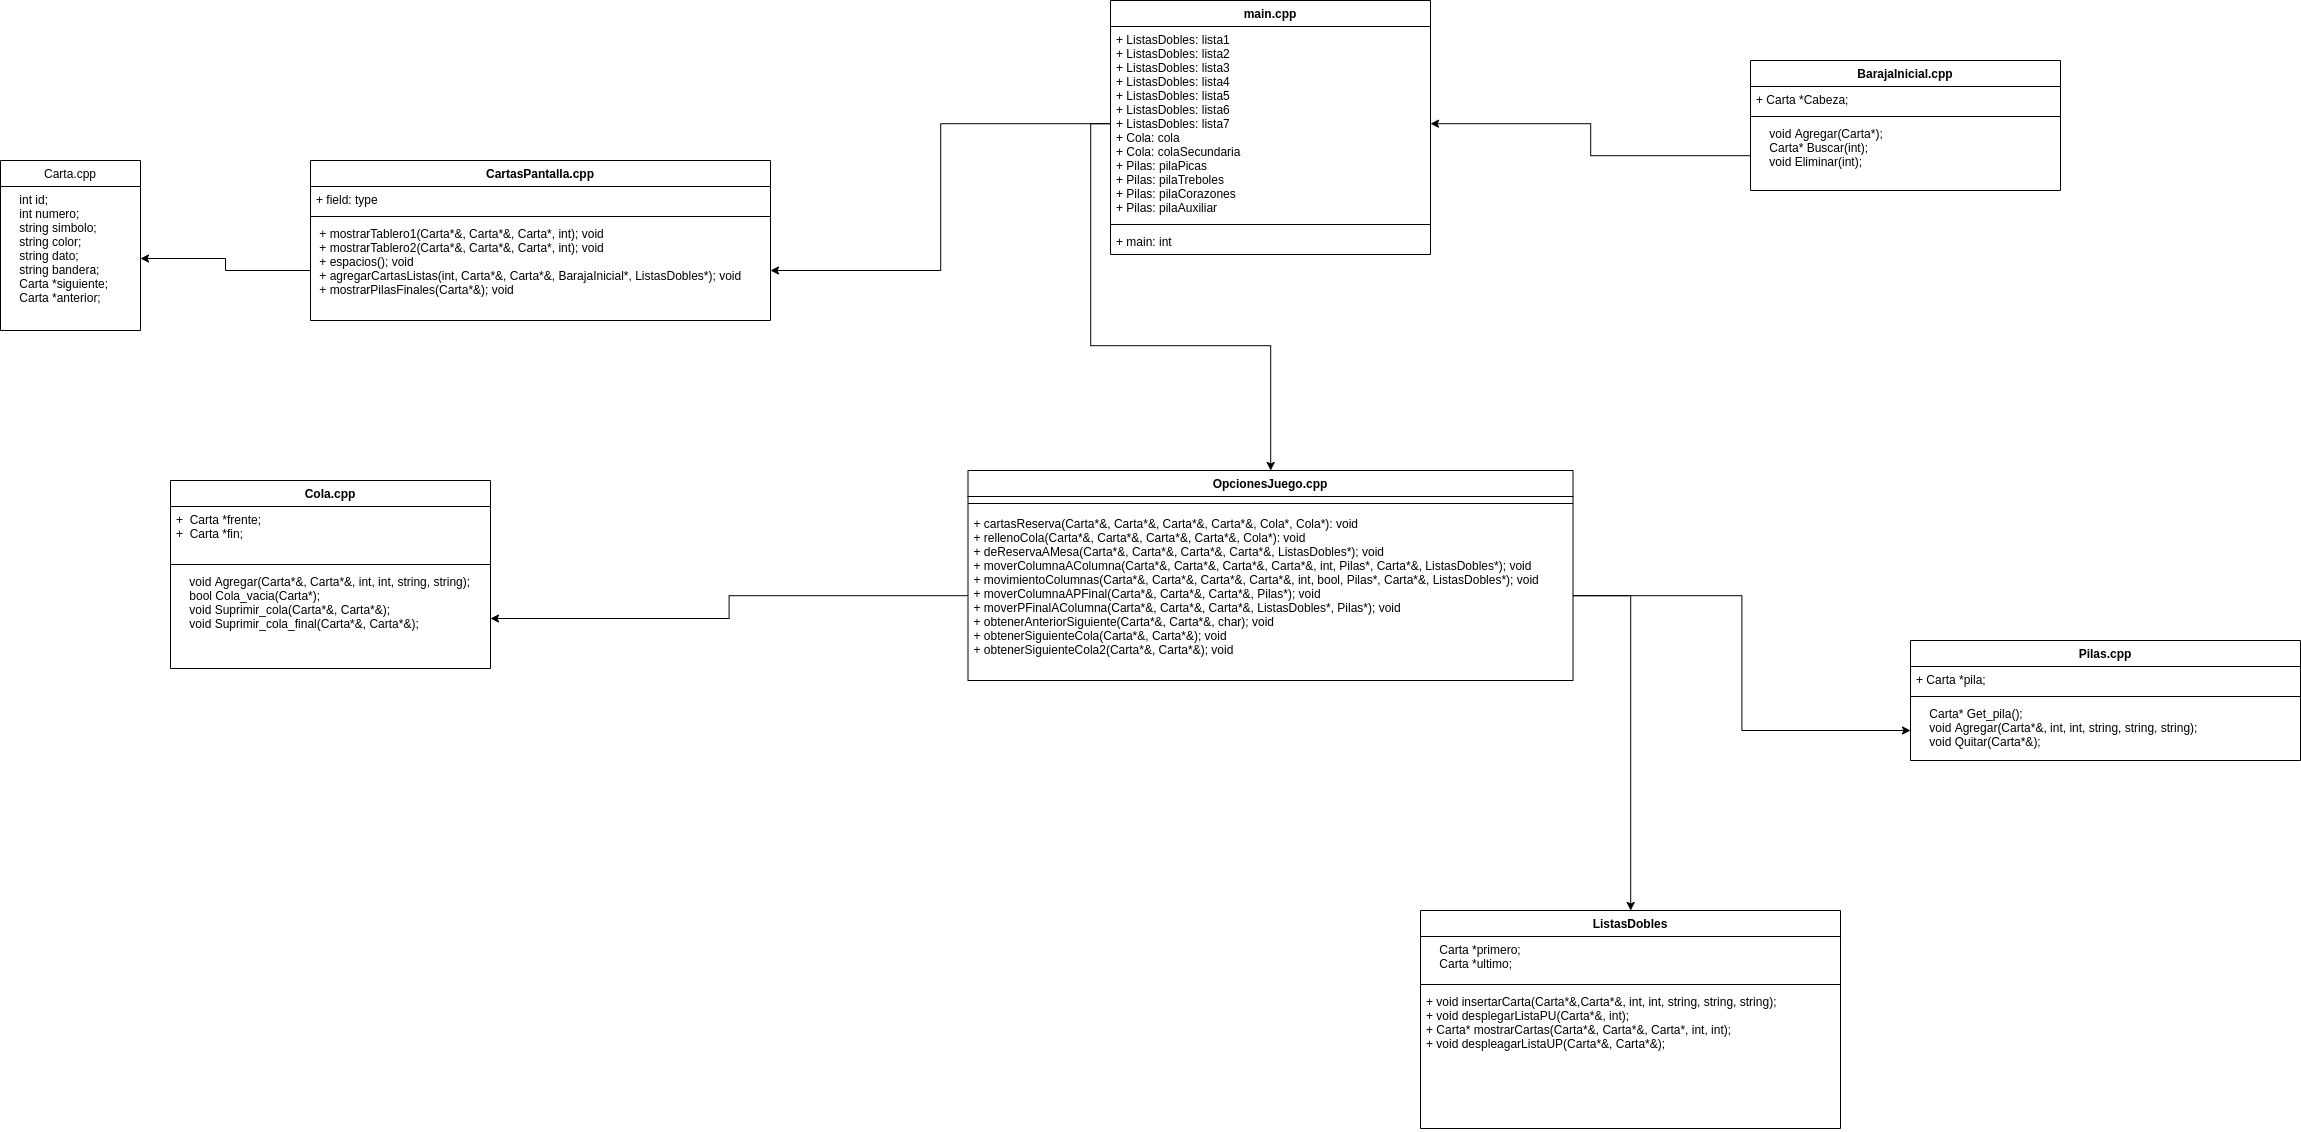 main.cpp
+ ListasDobles: lista1
+ ListasDobles: lista2
+ ListasDobles: lista3
+ ListasDobles: lista4
+ ListasDobles: lista5
+ ListasDobles: lista6
+ ListasDobles: lista7
+ Cola: cola
+ Cola: colaSecundaria
+ Pilas: pilaPicas
+ Pilas: pilaTreboles
+ Pilas: pilaCorazones
+ Pilas: pilaAuxiliar
+ main: int
BarajaInicial.cpp
+ Carta *Cabeza;
void Agregar(Carta*);
Carta* Buscar(int);
void Eliminar(int);
Carta.cpp
int id;
int numero;
string simbolo;
string color;
string dato;
string bandera;
Carta *siguiente;
Carta *anterior;
CartasPantalla.cpp
+ field: type
+ mostrarTablero1(Carta*&, Carta*&, Carta*, int); void
+ mostrarTablero2(Carta*&, Carta*&, Carta*, int); void
+ espacios(); void
+ agregarCartasListas(int, Carta*&, Carta*&, BarajaInicial*, ListasDobles*); void
+ mostrarPilasFinales(Carta*&); void
Cola.cpp
+  Carta *frente;
+  Carta *fin;
void Agregar(Carta*&, Carta*&, int, int, string, string);
bool Cola_vacia(Carta*);
void Suprimir_cola(Carta*&, Carta*&);
void Suprimir_cola_final(Carta*&, Carta*&);
OpcionesJuego.cpp
+ cartasReserva(Carta*&, Carta*&, Carta*&, Carta*&, Cola*, Cola*): void
+ rellenoCola(Carta*&, Carta*&, Carta*&, Carta*&, Cola*): void
+ deReservaAMesa(Carta*&, Carta*&, Carta*&, Carta*&, ListasDobles*); void
+ moverColumnaAColumna(Carta*&, Carta*&, Carta*&, Carta*&, int, Pilas*, Carta*&, ListasDobles*); void
+ movimientoColumnas(Carta*&, Carta*&, Carta*&, Carta*&, int, bool, Pilas*, Carta*&, ListasDobles*); void
+ moverColumnaAPFinal(Carta*&, Carta*&, Carta*&, Pilas*); void
+ moverPFinalAColumna(Carta*&, Carta*&, Carta*&, ListasDobles*, Pilas*); void
+ obtenerAnteriorSiguiente(Carta*&, Carta*&, char); void
+ obtenerSiguienteCola(Carta*&, Carta*&); void
+ obtenerSiguienteCola2(Carta*&, Carta*&); void
Pilas.cpp
+ Carta *pila;
Carta* Get_pila();
void Agregar(Carta*&, int, int, string, string, string);
void Quitar(Carta*&);
ListasDobles
Carta *primero;
Carta *ultimo;
+ void insertarCarta(Carta*&,Carta*&, int, int, string, string, string);
+ void desplegarListaPU(Carta*&, int);
+ Carta* mostrarCartas(Carta*&, Carta*&, Carta*, int, int);
+ void despleagarListaUP(Carta*&, Carta*&);